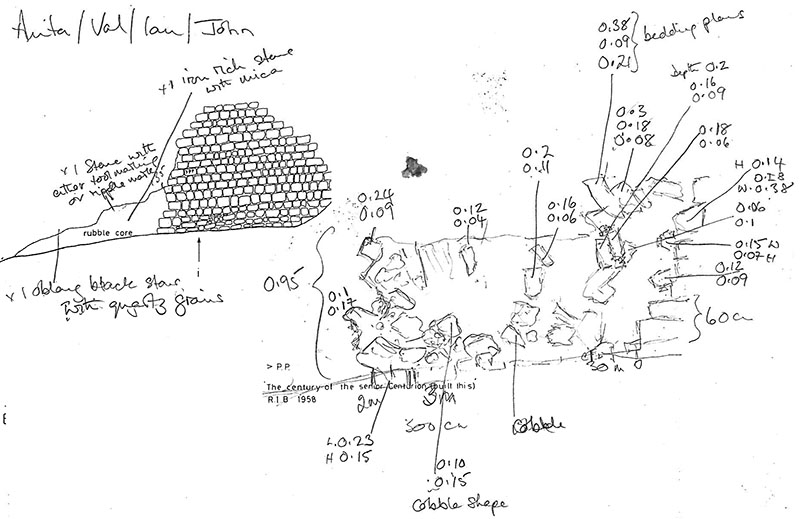 Anita/Val/Ian/John
x1 iron rich stone
with mica
x1 Stone with
either tool marking
or ripple marks
rubble core
x1 oblong black stone
with quartz grains
0.38
0.09
0.21
bedding plans
Depth 0.2
0.16
0.09
0.3
0.18
0.08
0.18
0.06
H 0.14
0.18
W. 0.38
0.06
0.1
0.15 W
0.07 H
0.12
0.09
60cm
0.2
0.11
0.16
0.06
0.12
0.04
0.24
0.09
0.95
0.1
0.17
> P.P.
The century of the senior Centurion (built this)
R.I.B. 1958
2m
3m
30m
300 cm
L. 0.23
H 0.15
0.10
0.15
Cobble shape
Cobble